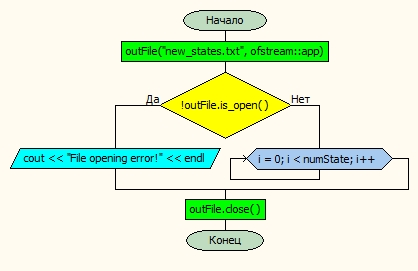 Начало
outFile("new_states.txt", ofstream::app)
Да
!outFile.is_open( )
Нет
cout << "File opening error!" << endl
i = 0; i < numState; i++
outFile.close( )
Конец